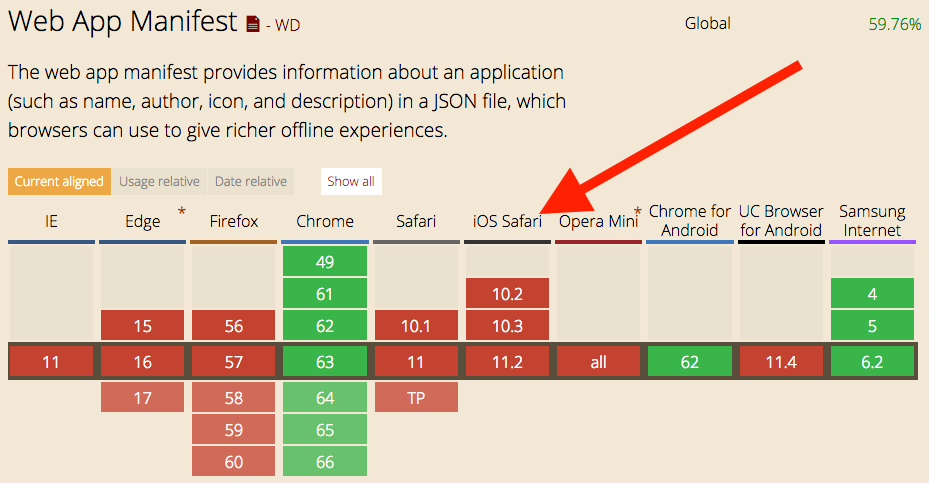 Web App Manifest - WD
Global 59.76%
The web app manifest provides information about an application
(such as name, author, icon, and description) in a JSON file, which
browsers can use to give richer offline experiences.
Current aligned Usage relative Date relative Show all
IE Edge * Firefox Chrome Safari iOS Safari Opera Mini * Chrome for Android UC Browser for Android Samsung Internet
49
61 10.2 4
15 56 62 10.1 10.3 5
11 16 57 63 11 11.2 all 62 11.4 6.2
17 58 64 TP
59 65
60 66